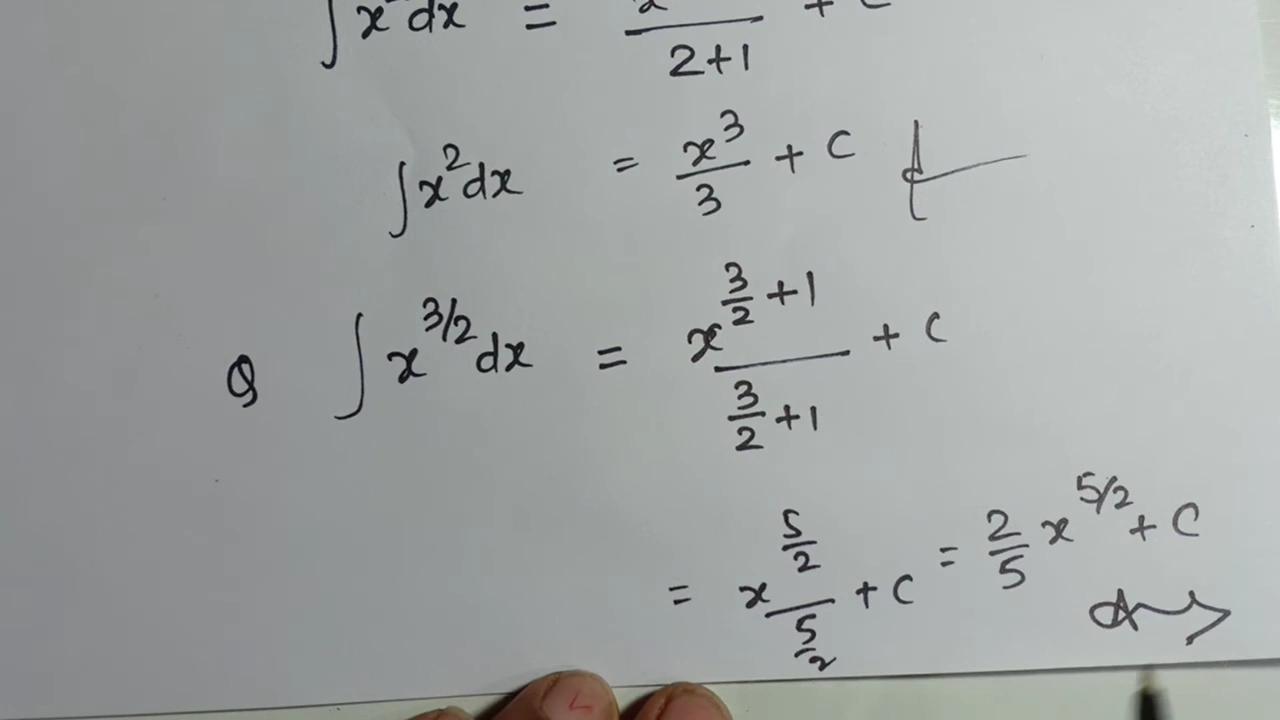 ∫x²dx = x / 2+1 + C
∫x²dx = x³/3 + C
Q ∫x^3/2 dx = x^(3/2 +1) / (3/2 +1) + C
= x^(5/2) / (5/2) + C = 2/5 x^5/2 + C
Ans